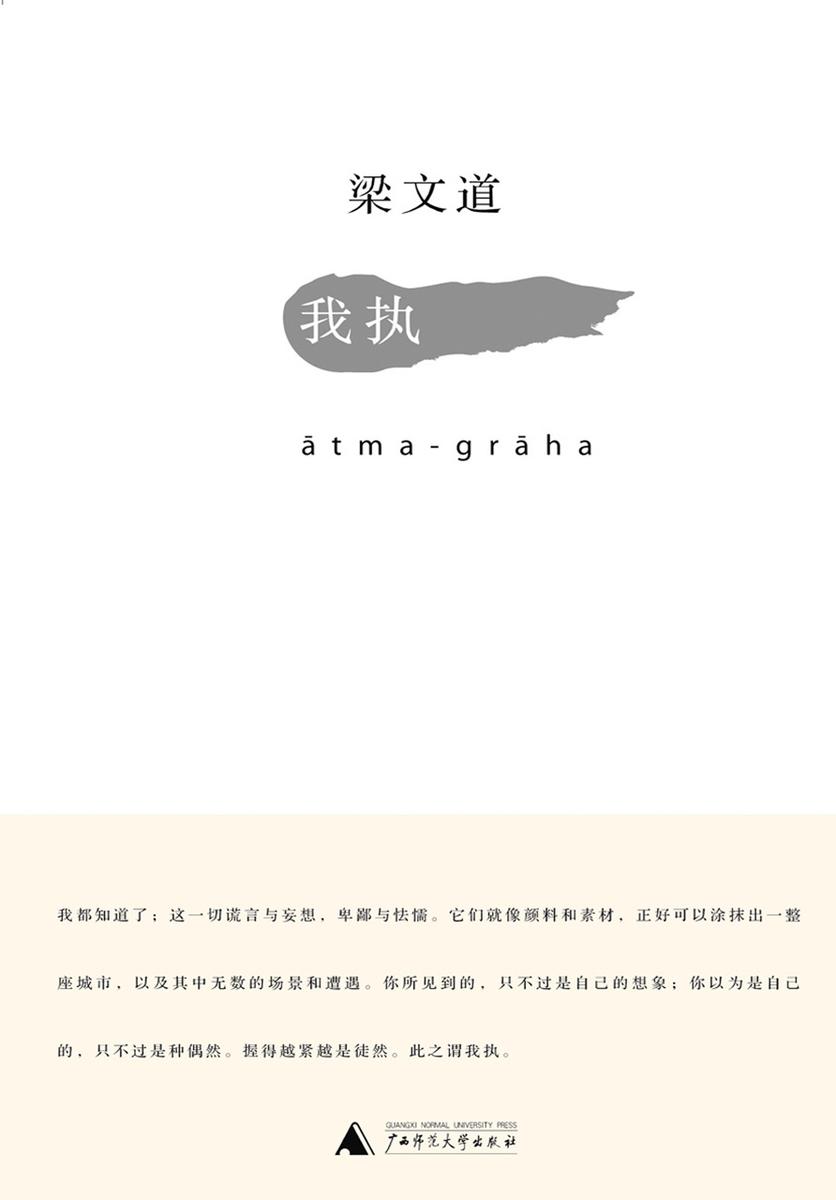 梁文道
我执
ātma-grāha
我都知道了；这一切谎言与妄想，卑鄙与怯懦。它们就像颜料和素材，正好可以涂抹出一整
座城市，以及其中无数的场景和遭遇。你所见到的，只不过是自己的想象；你以为是自己
的，只不过是种偶然。握得越紧越是徒然。此之谓我执。
GUANGXI NORMAL UNIVERSITY PRESS
广西师范大学出版社